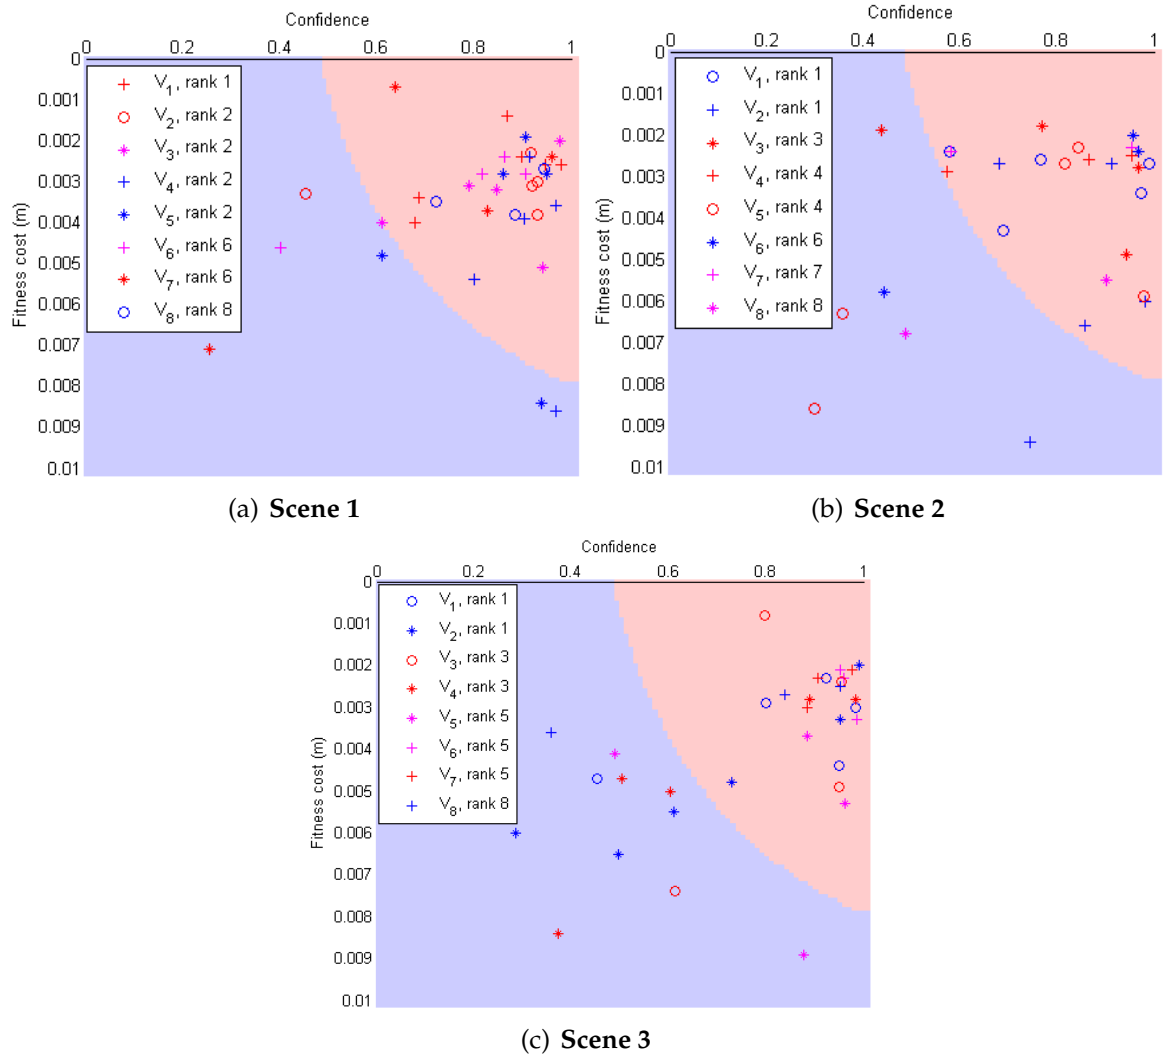 Confidence
0 0.2 0.4 0.6 0.8 1
Fitness cost (m)
0
0.001
0.002
0.003
0.004
0.005
0.006
0.007
0.008
0.009
0.01
V1, rank 1
V2, rank 2
V3, rank 2
V4, rank 2
V5, rank 2
V6, rank 6
V7, rank 6
V8, rank 8
(a) Scene 1
Confidence
0 0.2 0.4 0.6 0.8 1
Fitness cost (m)
0
0.001
0.002
0.003
0.004
0.005
0.006
0.007
0.008
0.009
0.01
V1, rank 1
V2, rank 1
V3, rank 3
V4, rank 4
V5, rank 4
V6, rank 6
V7, rank 7
V8, rank 8
(b) Scene 2
Confidence
0 0.2 0.4 0.6 0.8 1
Fitness cost (m)
0
0.001
0.002
0.003
0.004
0.005
0.006
0.007
0.008
0.009
0.01
V1, rank 1
V2, rank 1
V3, rank 3
V4, rank 3
V5, rank 5
V6, rank 5
V7, rank 5
V8, rank 8
(c) Scene 3